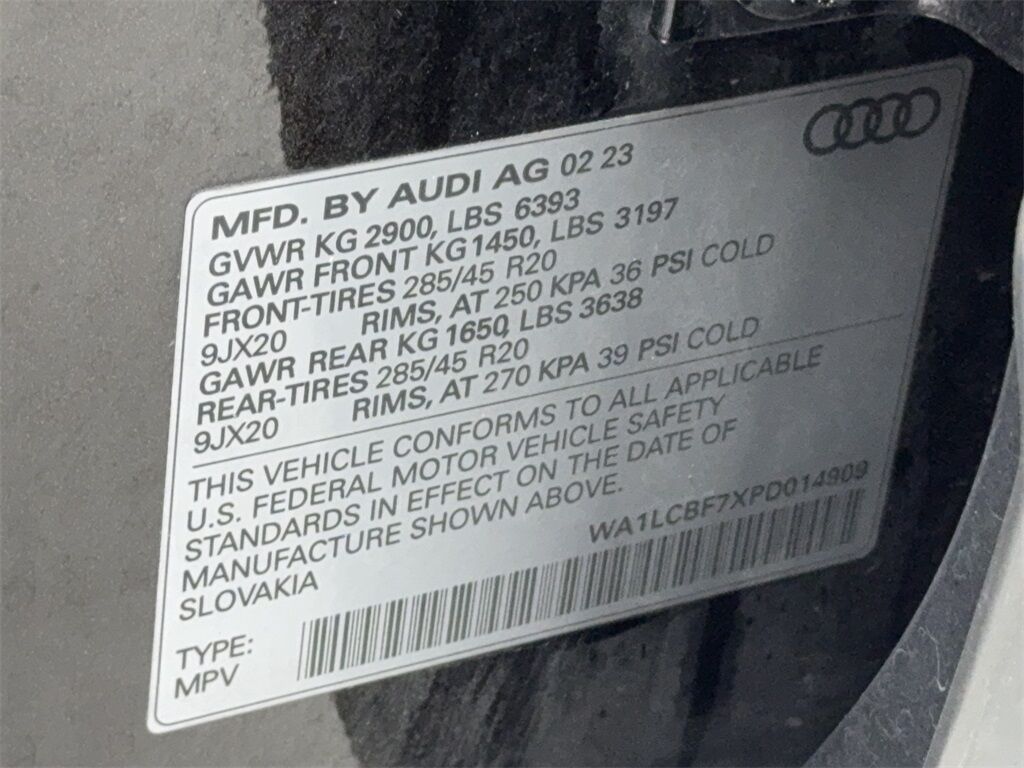 MFD. BY AUDI AG 02 23
GVWR KG 2900, LBS 6393
GAWR FRONT KG 1450, LBS 3197
FRONT-TIRES 285/45 R20
9JX20 RIMS, AT 250 KPA 36 PSI COLD
GAWR REAR KG 1650, LBS 3638
REAR-TIRES 285/45 R20
9JX20 RIMS, AT 270 KPA 39 PSI COLD
THIS VEHICLE CONFORMS TO ALL APPLICABLE
U.S. FEDERAL MOTOR VEHICLE SAFETY
STANDARDS IN EFFECT ON THE DATE OF
MANUFACTURE SHOWN ABOVE.
SLOVAKIA
WA1LCBF7XPD014909
TYPE:
MPV